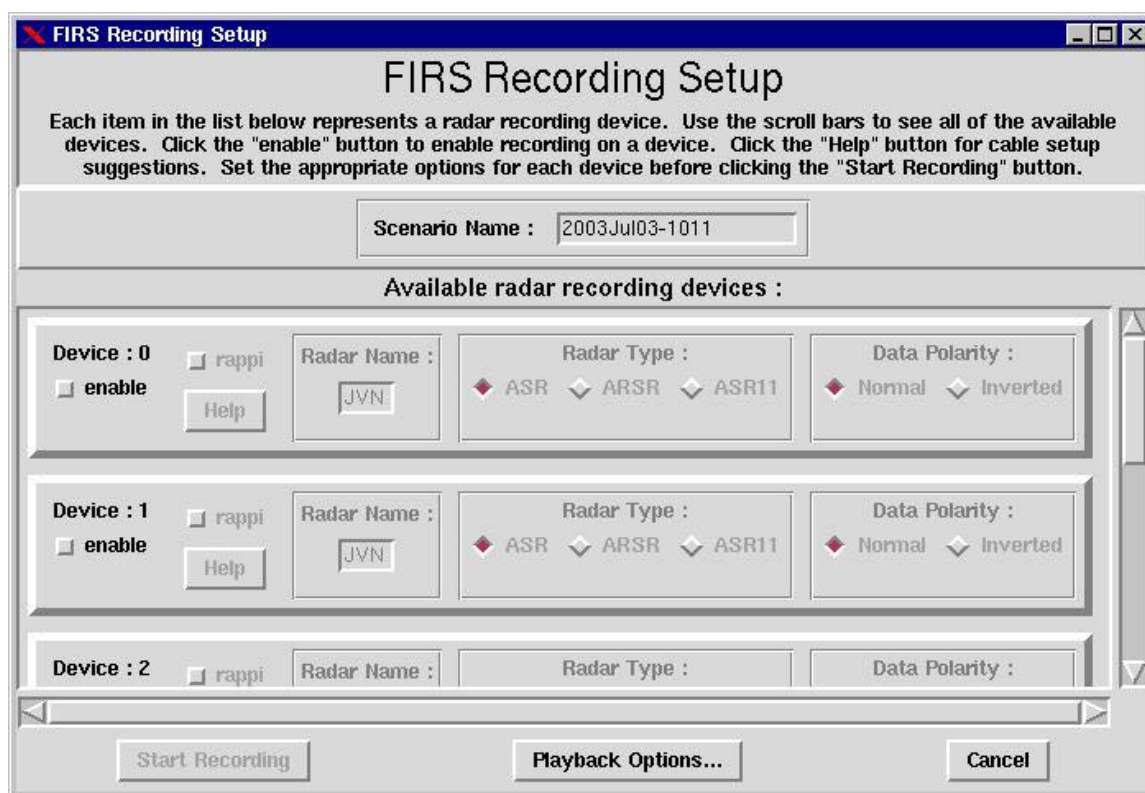 FIRS Recording Setup
FIRS Recording Setup
Each item in the list below represents a radar recording device.  Use the scroll bars to see all of the available
devices.  Click the "enable" button to enable recording on a device.  Click the "Help" button for cable setup
suggestions.  Set the appropriate options for each device before clicking the "Start Recording" button.
Scenario Name : 2003Jul03-1011
Available radar recording devices :
Device : 0 rappi Radar Name : Radar Type : Data Polarity :
enable Help JVN ASR ARSR ASR11 Normal Inverted
Device : 1 rappi Radar Name : Radar Type : Data Polarity :
enable Help JVN ASR ARSR ASR11 Normal Inverted
Device : 2 rappi Radar Name : Radar Type : Data Polarity :
Start Recording Playback Options... Cancel